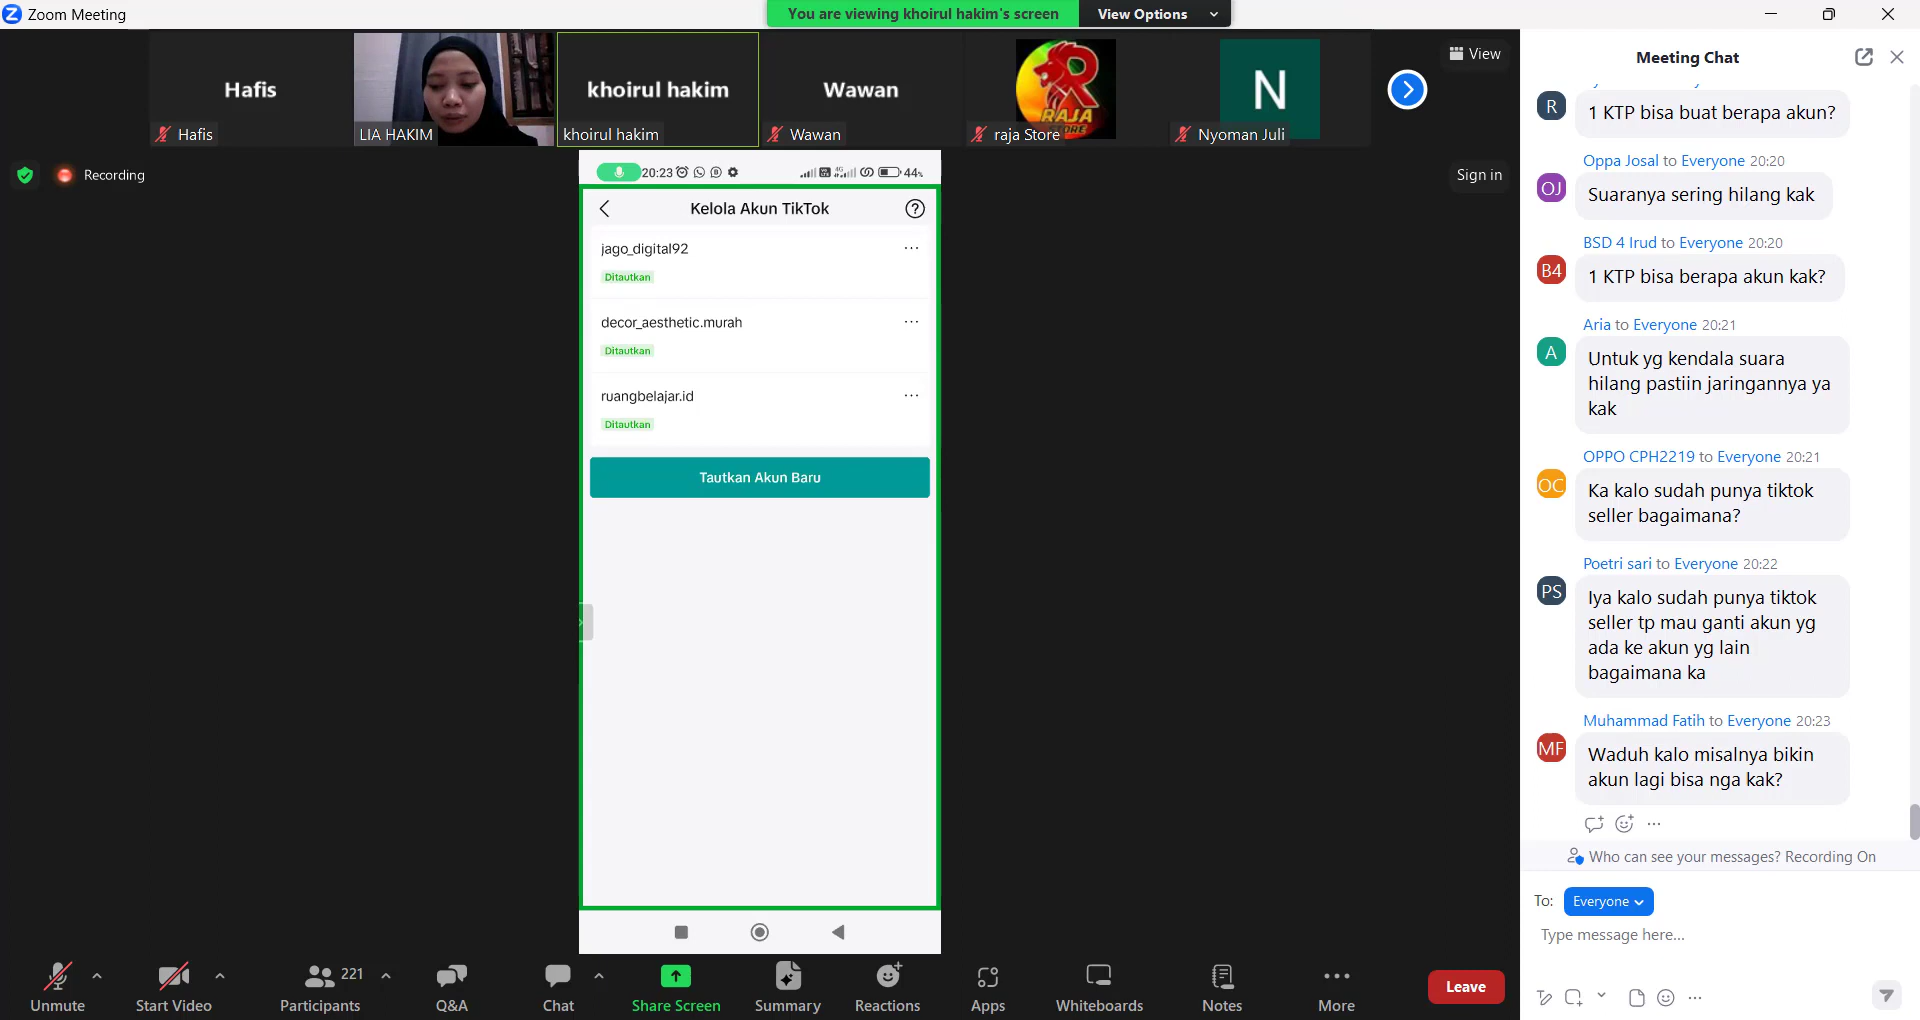 Zoom Meeting
You are viewing khoirul hakim's screen
View Options
Hafis
Hafis
LIA HAKIM
khoirul hakim
khoirul hakim
Wawan
Wawan
RAJA
raja Store
N
Nyoman Juli
View
Recording
Sign in
20:23
44%
Kelola Akun TikTok
jago_digital92
Ditautkan
decor_aesthetic.murah
Ditautkan
ruangbelajar.id
Ditautkan
Tautkan Akun Baru
Meeting Chat
R
1 KTP bisa buat berapa akun?
Oppa Josal to Everyone 20:20
OJ
Suaranya sering hilang kak
BSD 4 Irud to Everyone 20:20
B4
1 KTP bisa berapa akun kak?
Aria to Everyone 20:21
A
Untuk yg kendala suara
hilang pastiin jaringannya ya
kak
OPPO CPH2219 to Everyone 20:21
OC
Ka kalo sudah punya tiktok
seller bagaimana?
Poetri sari to Everyone 20:22
PS
Iya kalo sudah punya tiktok
seller tp mau ganti akun yg
ada ke akun yg lain
bagaimana ka
Muhammad Fatih to Everyone 20:23
MF
Waduh kalo misalnya bikin
akun lagi bisa nga kak?
Who can see your messages? Recording On
To: Everyone
Type message here...
Unmute
Start Video
221
Participants
Q&A
Chat
Share Screen
Summary
Reactions
Apps
Whiteboards
Notes
More
Leave